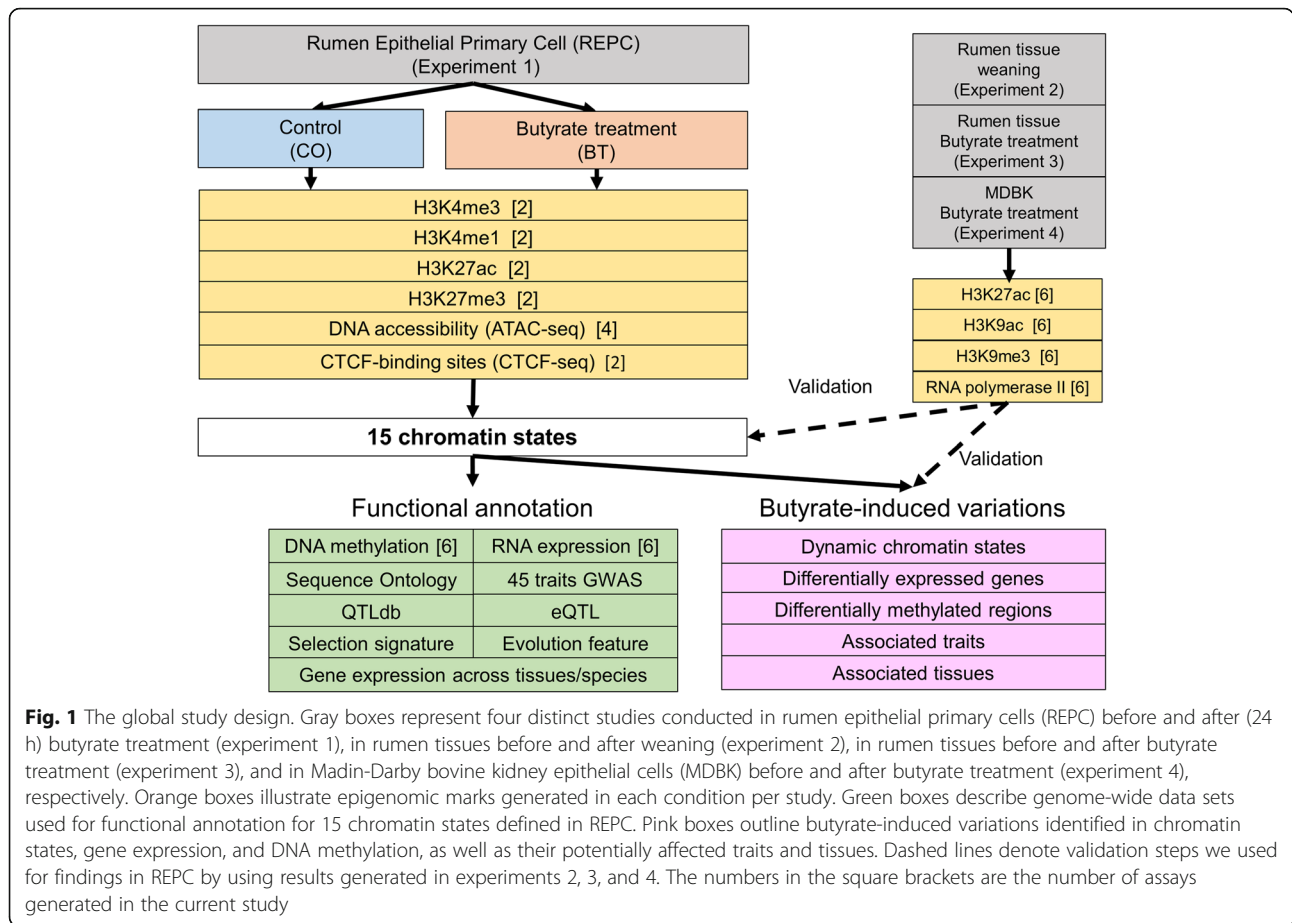 Rumen Epithelial Primary Cell (REPC)
(Experiment 1)
Control
(CO)
Butyrate treatment
(BT)
H3K4me3 [2]
H3K4me1 [2]
H3K27ac [2]
H3K27me3 [2]
DNA accessibility (ATAC-seq) [4]
CTCF-binding sites (CTCF-seq) [2]
Rumen tissue
weaning
(Experiment 2)
Rumen tissue
Butyrate treatment
(Experiment 3)
MDBK
Butyrate treatment
(Experiment 4)
H3K27ac [6]
H3K9ac [6]
H3K9me3 [6]
RNA polymerase II [6]
Validation
15 chromatin states
Validation
Functional annotation
DNA methylation [6]
RNA expression [6]
Sequence Ontology
45 traits GWAS
QTLdb
eQTL
Selection signature
Evolution feature
Gene expression across tissues/species
Butyrate-induced variations
Dynamic chromatin states
Differentially expressed genes
Differentially methylated regions
Associated traits
Associated tissues
Fig. 1 The global study design. Gray boxes represent four distinct studies conducted in rumen epithelial primary cells (REPC) before and after (24
h) butyrate treatment (experiment 1), in rumen tissues before and after weaning (experiment 2), in rumen tissues before and after butyrate
treatment (experiment 3), and in Madin-Darby bovine kidney epithelial cells (MDBK) before and after butyrate treatment (experiment 4),
respectively. Orange boxes illustrate epigenomic marks generated in each condition per study. Green boxes describe genome-wide data sets
used for functional annotation for 15 chromatin states defined in REPC. Pink boxes outline butyrate-induced variations identified in chromatin
states, gene expression, and DNA methylation, as well as their potentially affected traits and tissues. Dashed lines denote validation steps we used
for findings in REPC by using results generated in experiments 2, 3, and 4. The numbers in the square brackets are the number of assays
generated in the current study